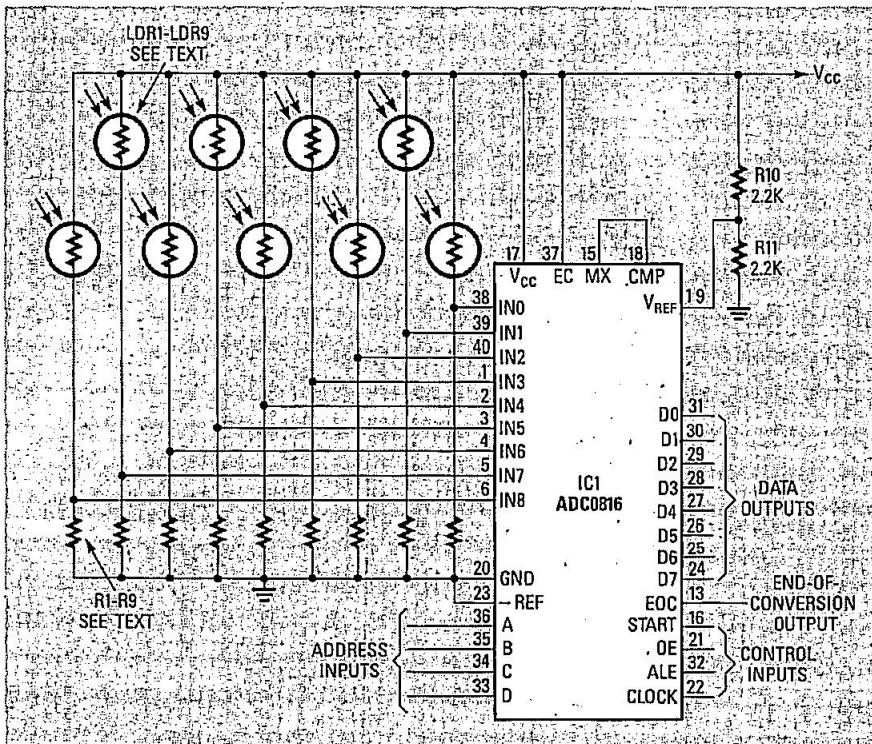 LDR1-LDR9
SEE TEXT
VCC
R10
2.2K
R11
2.2K
17
37
15
18
VCC
EC
MX
CMP
VREF
19
38
IN0
39
IN1
40
IN2
1
IN3
2
IN4
3
IN5
4
IN6
5
IN7
6
IN8
IC1
ADC0816
D0
31
D1
30
D2
29
D3
28
D4
27
D5
26
D6
25
D7
24
DATA
OUTPUTS
20
GND
23
-REF
R1-R9
SEE TEXT
EOC
13
END-OF-
CONVERSION
OUTPUT
36
A
35
B
34
C
33
D
ADDRESS
INPUTS
START
16
OE
21
ALE
32
CLOCK
22
CONTROL
INPUTS